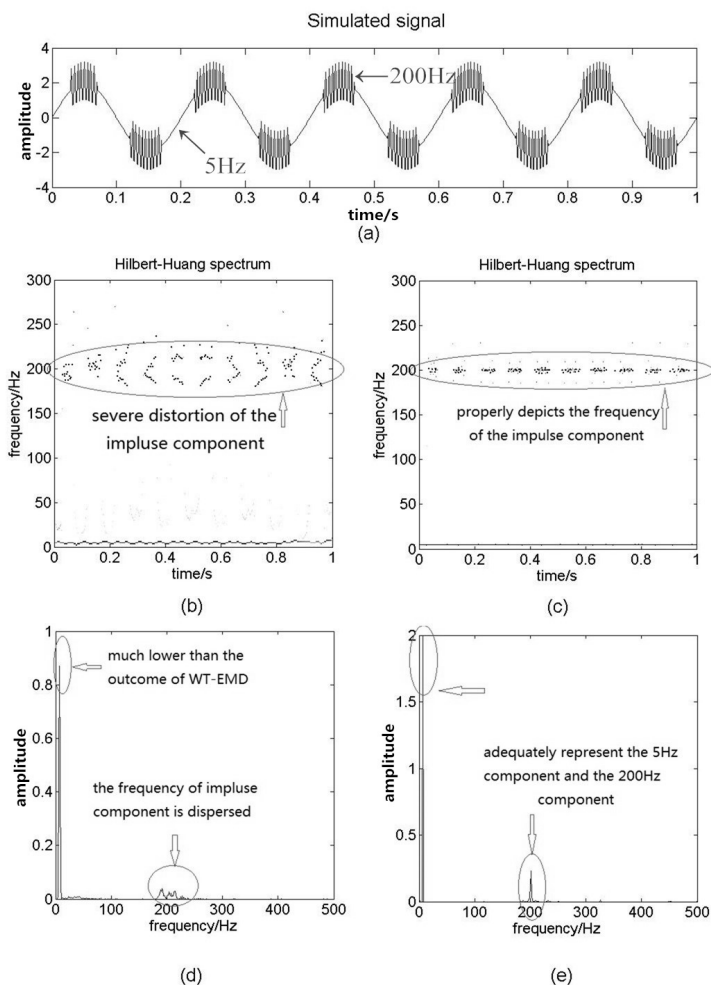 Simulated signal
4
2
0
-2
-4
amplitude
200Hz
5Hz
0 0.1 0.2 0.3 0.4 0.5 0.6 0.7 0.8 0.9 1
time/s
(a)
Hilbert-Huang spectrum
300
250
200
150
100
50
0
frequency/Hz
severe distortion of the
impluse component
0 0.2 0.4 0.6 0.8 1
time/s
(b)
Hilbert-Huang spectrum
300
250
200
150
100
50
0
frequency/Hz
properly depicts the frequency
of the impulse component
0 0.2 0.4 0.6 0.8 1
time/s
(c)
1
0.8
0.6
0.4
0.2
0
amplitude
much lower than the
outcome of WT-EMD
the frequency of impluse
component is dispersed
0 100 200 300 400 500
frequency/Hz
(d)
2
1.5
1
0.5
0
amplitude
adequately represent the 5Hz
component and the 200Hz
component
0 100 200 300 400 500
frequency/Hz
(e)